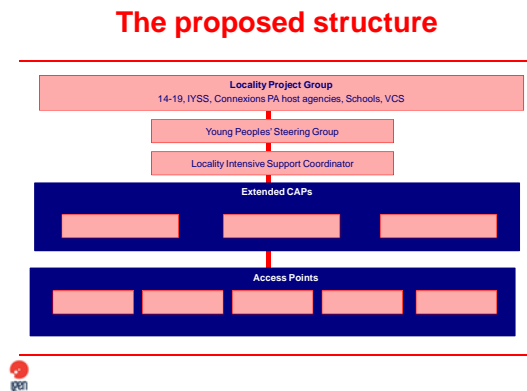 The proposed structure
Locality Project Group
14-19, IYSS, Connexions PA host agencies, Schools, VCS
Young Peoples' Steering Group
Locality Intensive Support Coordinator
Extended CAPs
Access Points
igen